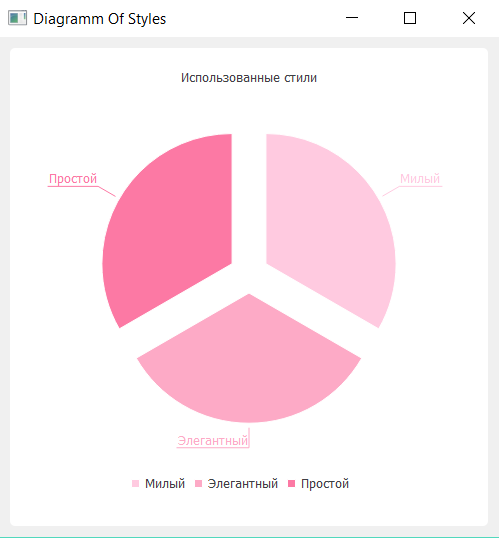 Diagramm Of Styles
Использованные стили
Простой
Милый
Элегантный
Милый Элегантный Простой